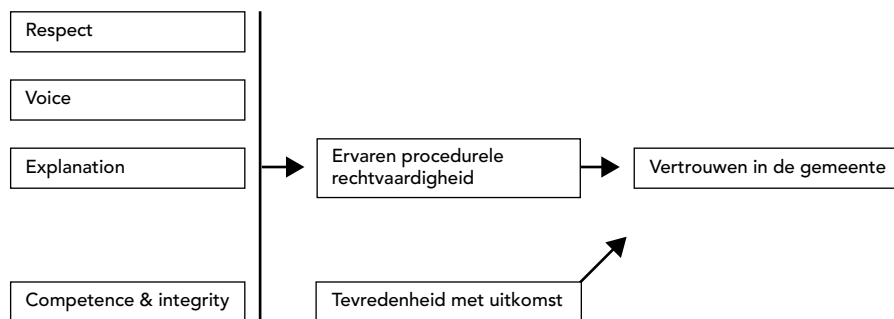 Respect
Voice
Explanation
Competence & integrity
Ervaren procedurele
rechtvaardigheid
Tevredenheid met uitkomst
Vertrouwen in de gemeente